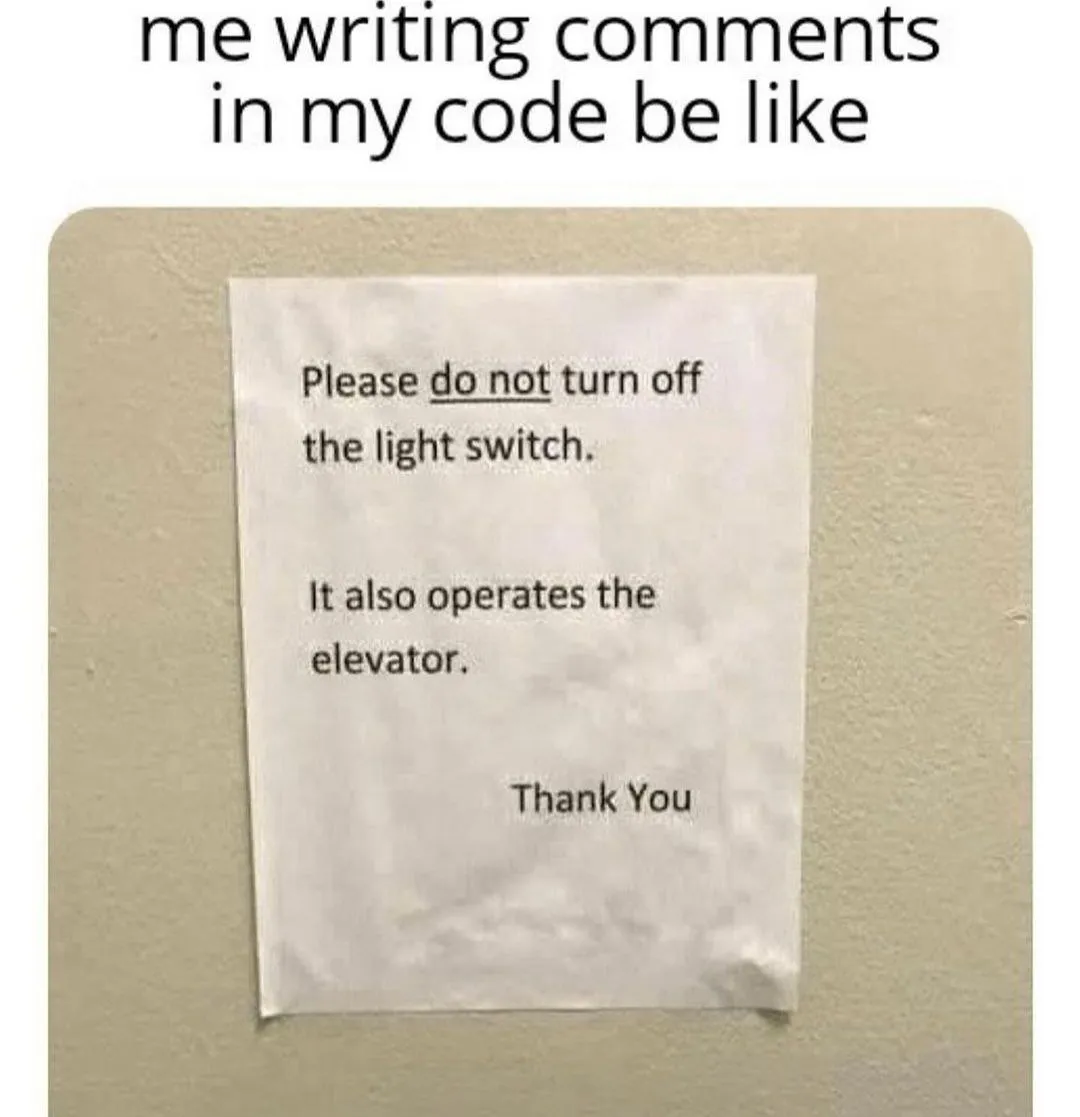 me writing comments
in my code be like
Please do not turn off
the light switch.
It also operates the
elevator.
Thank You